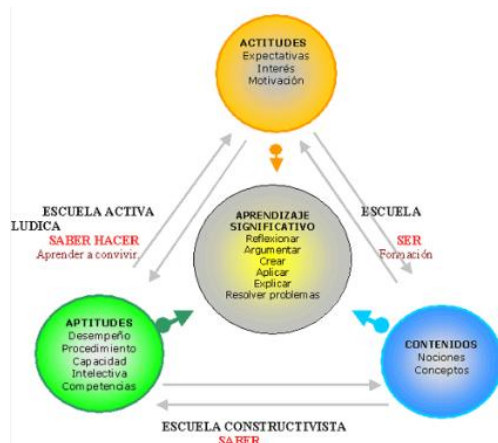 ACTITUDES
Expectativas
Interés
Motivación
ESCUELA ACTIVA
LUDICA
SABER HACER
Aprender a convivir
APRENDIZAJE
SIGNIFICATIVO
Reflexionar
Argumentar
Crear
Aplicar
Explicar
Resolver problemas
ESCUELA
SER
Formación
APTITUDES
Desempeño
Procedimiento
Capacidad
Intelectiva
Competencias
CONTENIDOS
Nociones
Conceptos
ESCUELA CONSTRUCTIVISTA
SABER